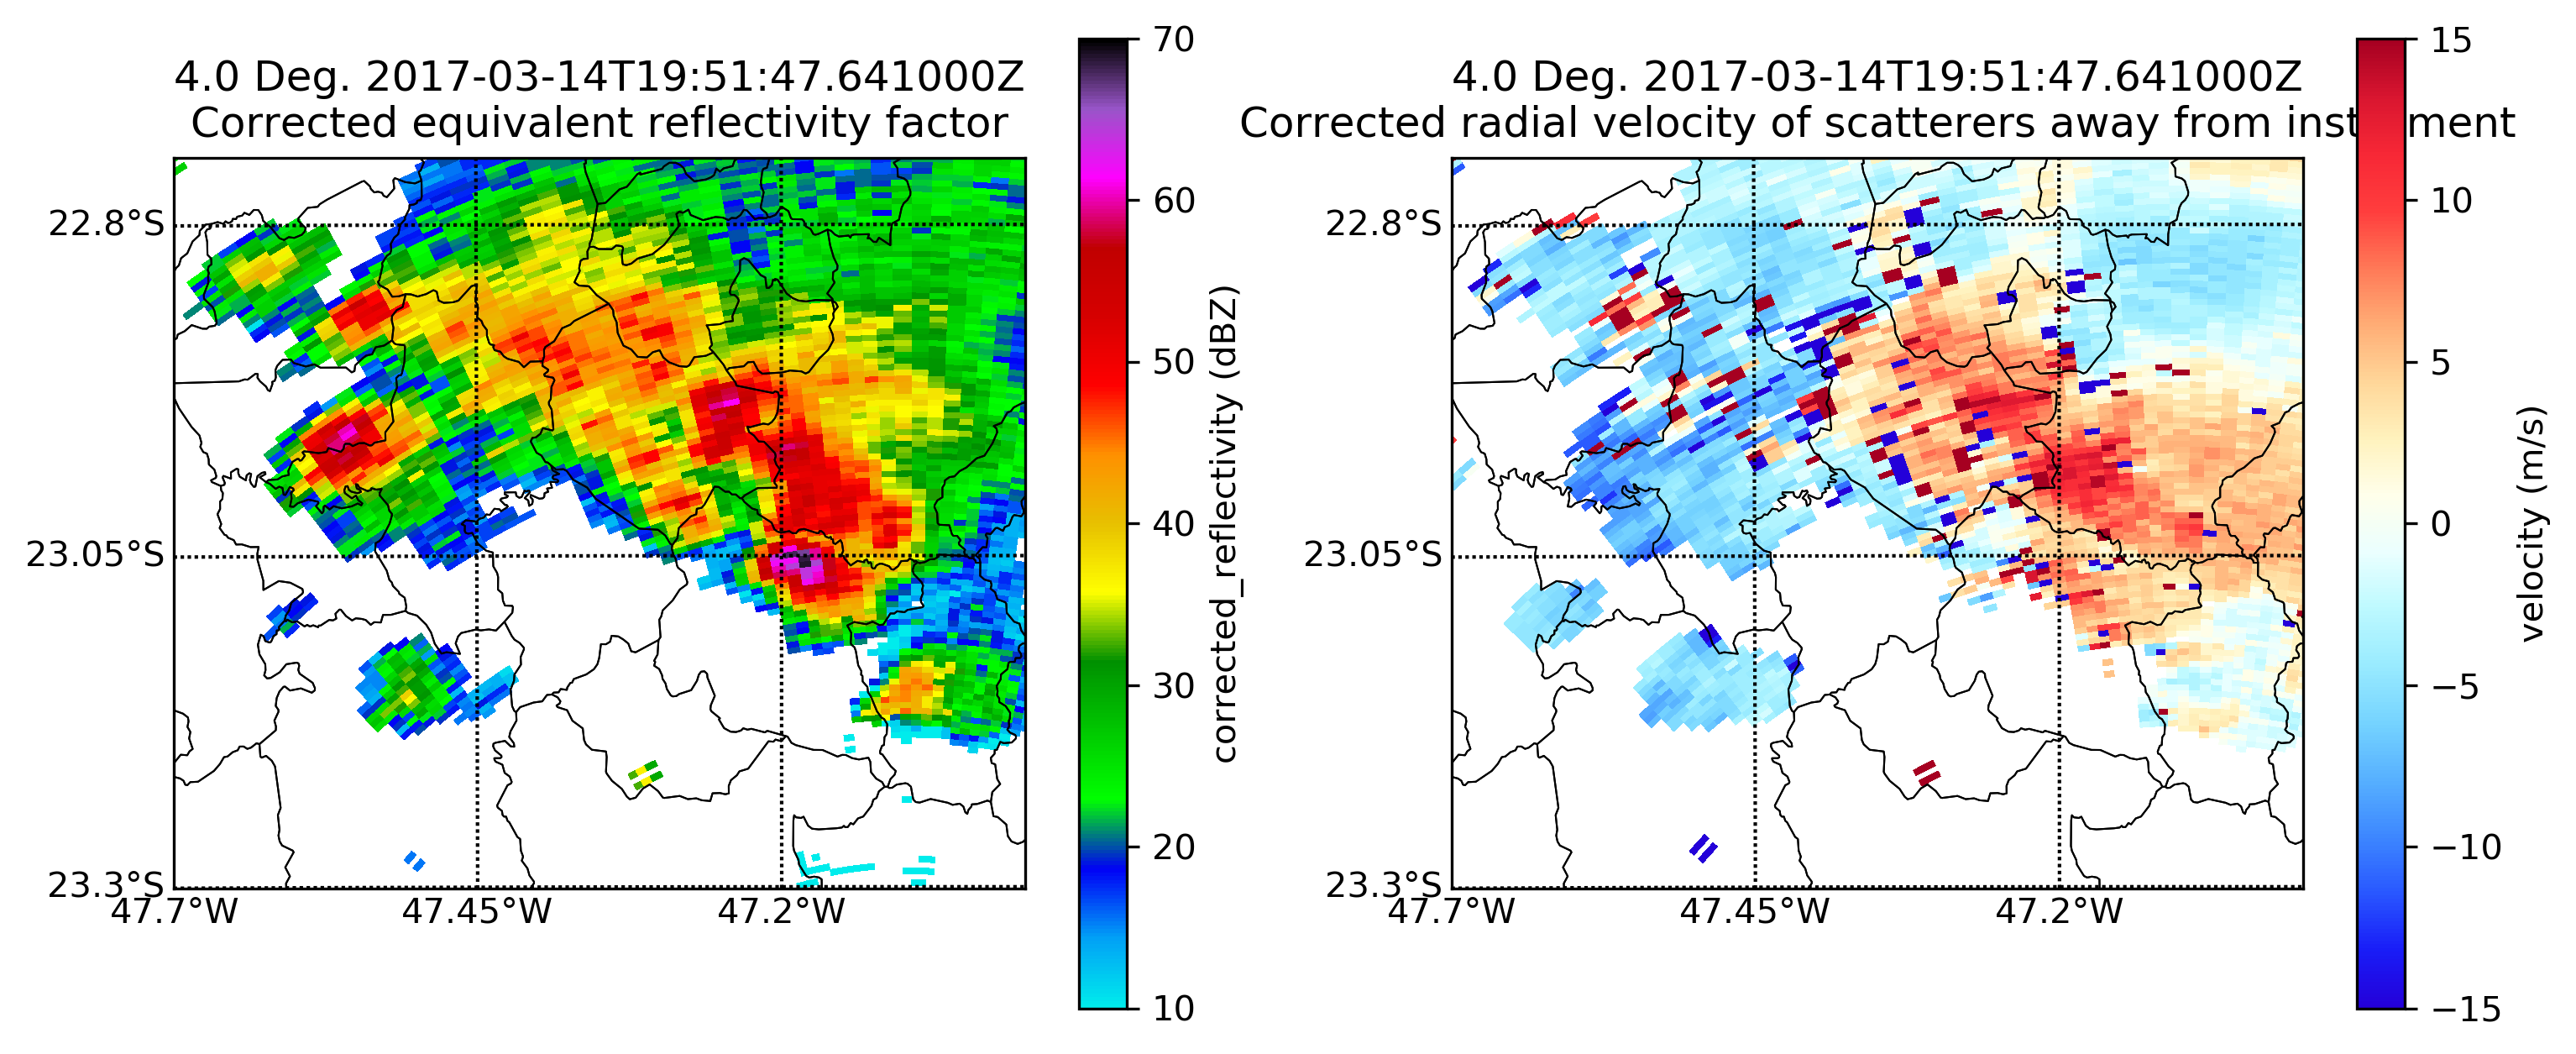 4.0 Deg. 2017-03-14T19:51:47.641000Z
Corrected equivalent reflectivity factor
22.8°S
23.05°S
23.3°S
47.7°W
47.45°W
47.2°W
70
60
50
40
30
20
10
corrected_reflectivity (dBZ)
4.0 Deg. 2017-03-14T19:51:47.641000Z
Corrected radial velocity of scatterers away from inst ment
22.8°S
23.05°S
23.3°S
47.7°W
47.45°W
47.2°W
15
10
5
0
−5
−10
−15
velocity (m/s)